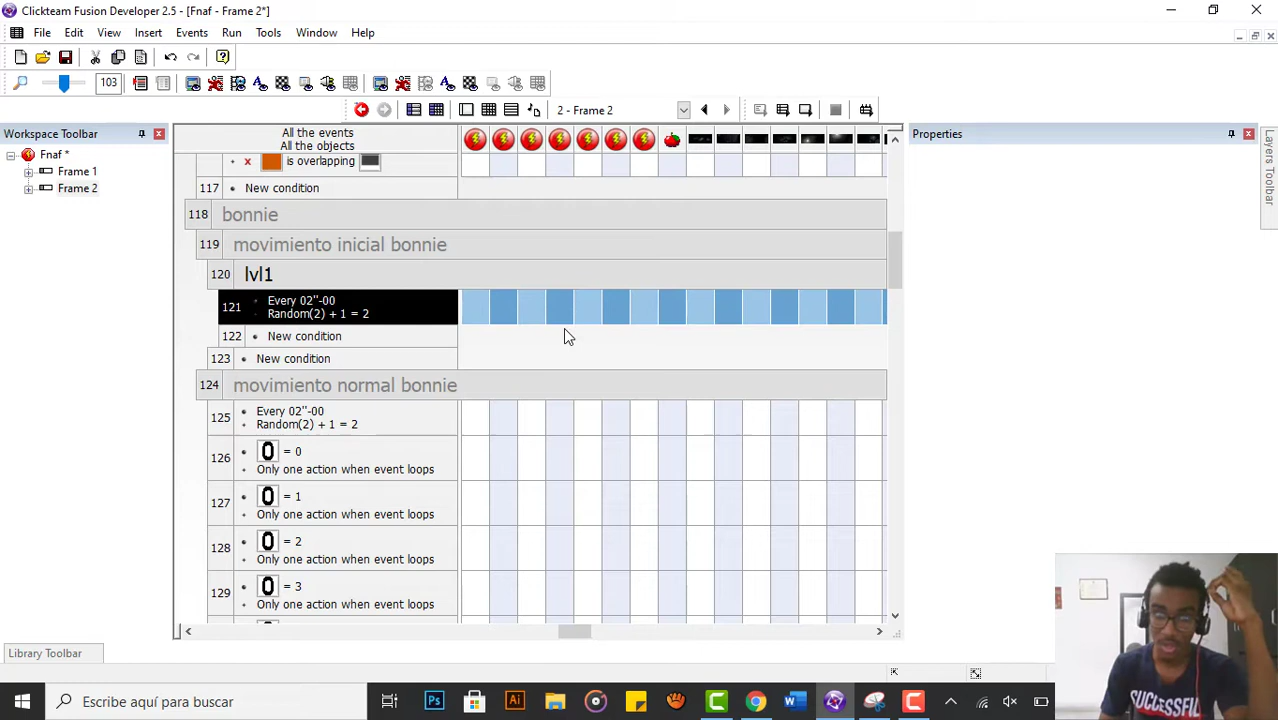 Clickteam Fusion Developer 2.5 - [Fnaf - Frame 2*]
File Edit View Insert Events Run Tools Window Help
103
2 - Frame 2
Workspace Toolbar
Fnaf *
Frame 1
Frame 2
All the events
All the objects
x is overlapping
117 New condition
118 bonnie
119 movimiento inicial bonnie
120 lvl1
121 Every 02"-00
Random(2) + 1 = 2
122 New condition
123 New condition
124 movimiento normal bonnie
125 Every 02"-00
Random(2) + 1 = 2
126 0 = 0
Only one action when event loops
127 0 = 1
Only one action when event loops
128 0 = 2
Only one action when event loops
129 0 = 3
Only one action when event loops
Properties
Layers Toolbar
Library Toolbar
SUCCESSFUL
Escribe aquí para buscar
Ps
Ai